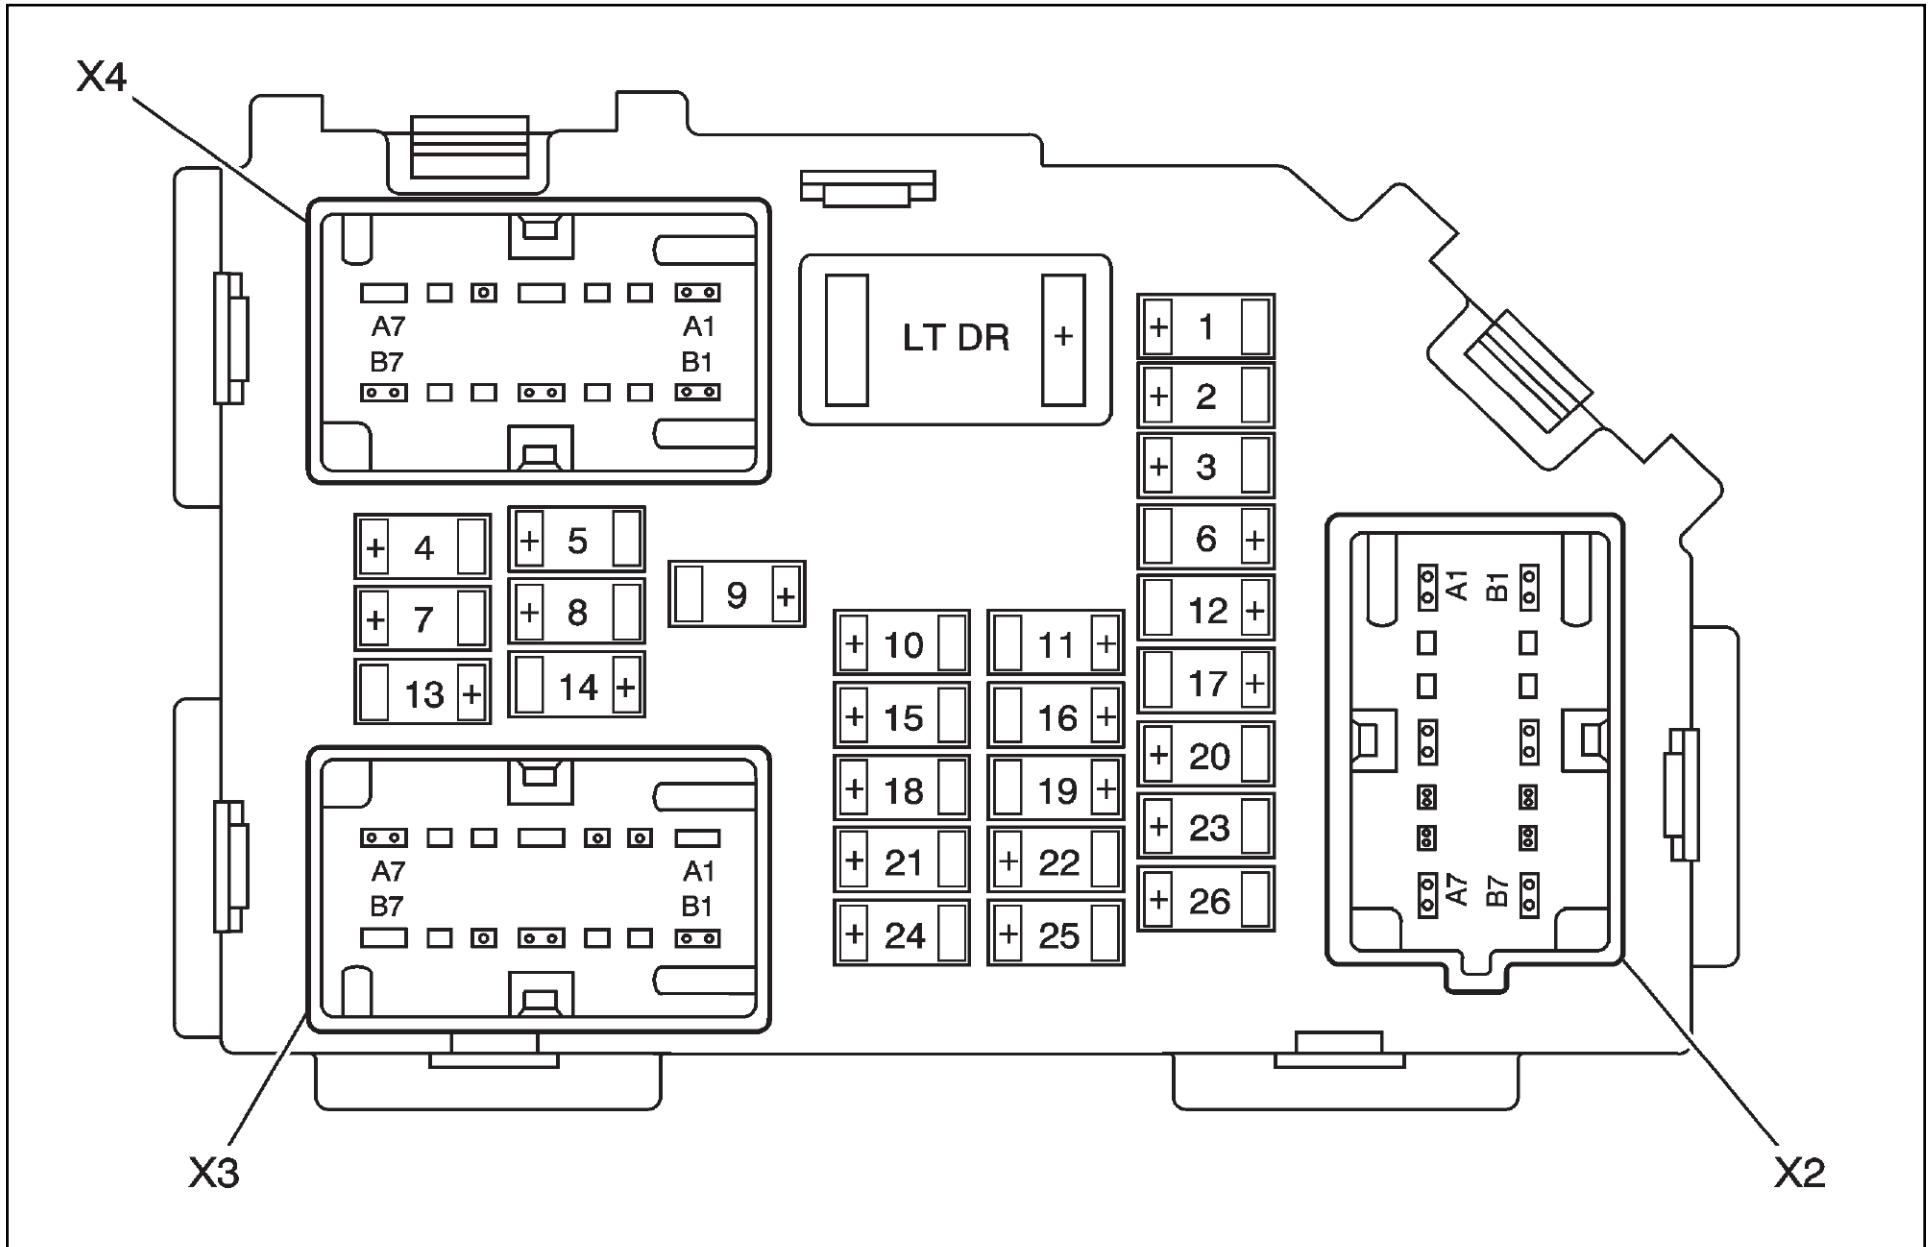 X4
A7 A1
B7 B1
LT DR +
+ 1
+ 2
+ 3
6 +
12 +
17 +
+ 20
+ 23
+ 26
+ 4
+ 5
+ 7
+ 8
13 +
14 +
9 +
+ 10
11 +
+ 15
16 +
+ 18
19 +
+ 21
+ 22
+ 24
+ 25
A1 B1
A7 B7
A7 A1
B7 B1
X3
X2